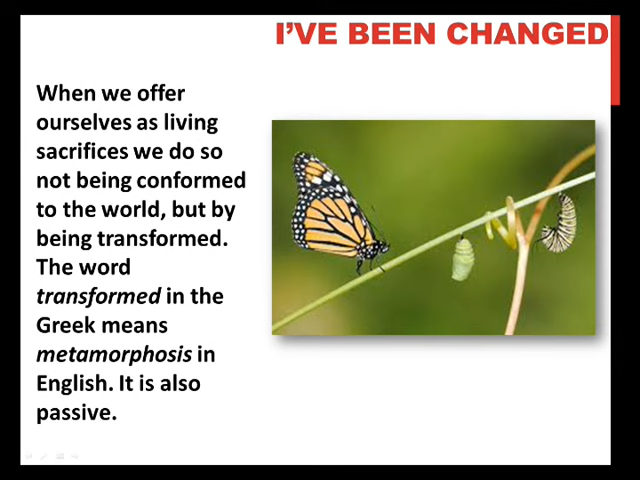 I'VE BEEN CHANGED
When we offer
ourselves as living
sacrifices we do so
not being conformed
to the world, but by
being transformed.
The word
transformed in the
Greek means
metamorphosis in
English. It is also
passive.